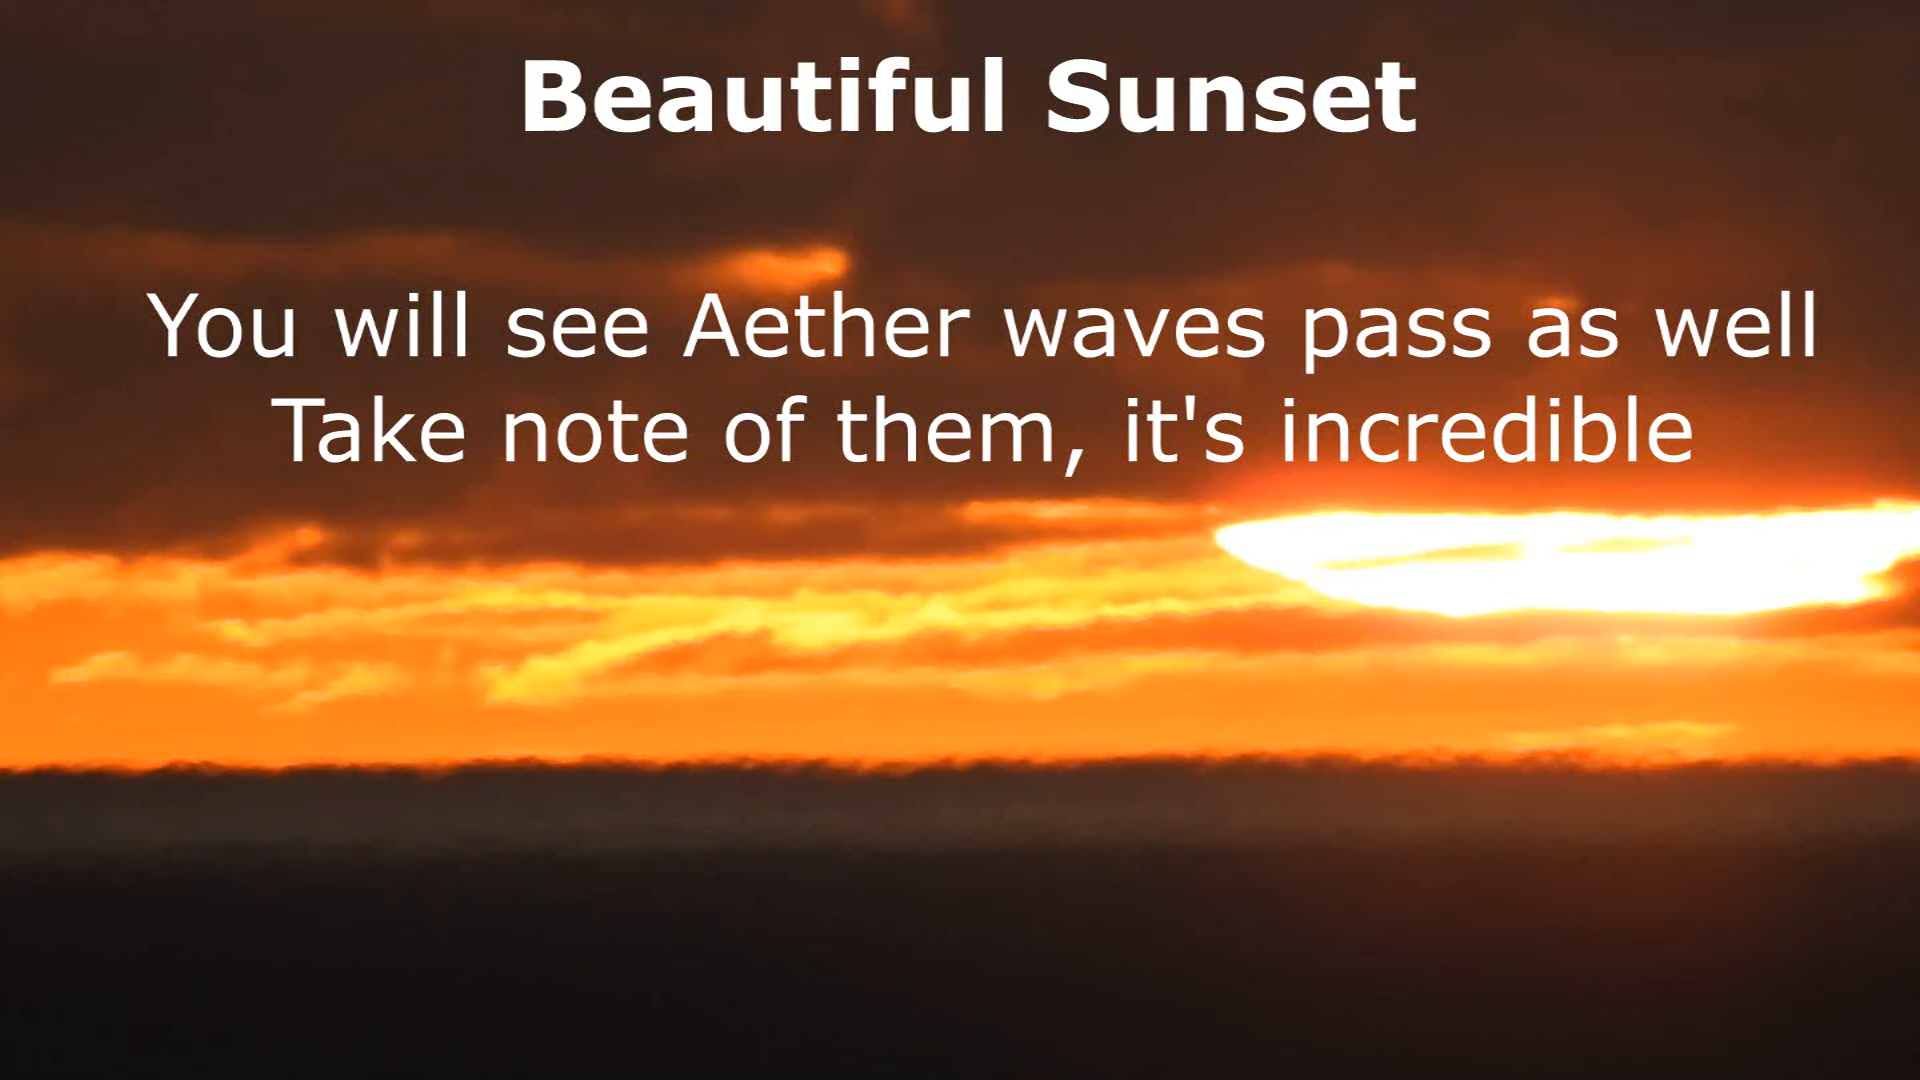 Beautiful Sunset
You will see Aether waves pass as well
Take note of them, it's incredible